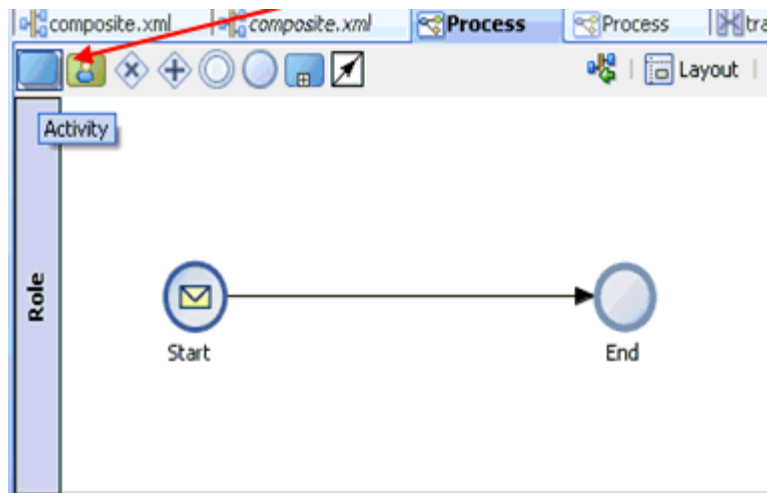 composite.xml composite.xml Process Process tra
Layout
Activity
Role
Start End